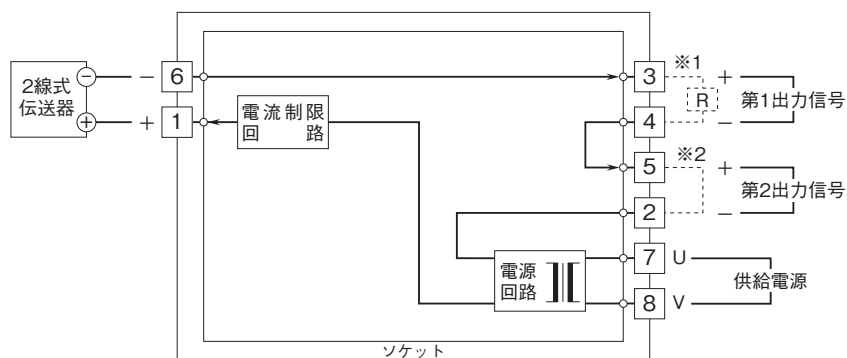 2線式
伝送器
−
+
−
+
6
1
電流制限
回　路
3
4
5
2
7
8
※1
R
※2
+
−
第1出力信号
+
−
第2出力信号
電源
回路
U
V
供給電源
ソケット